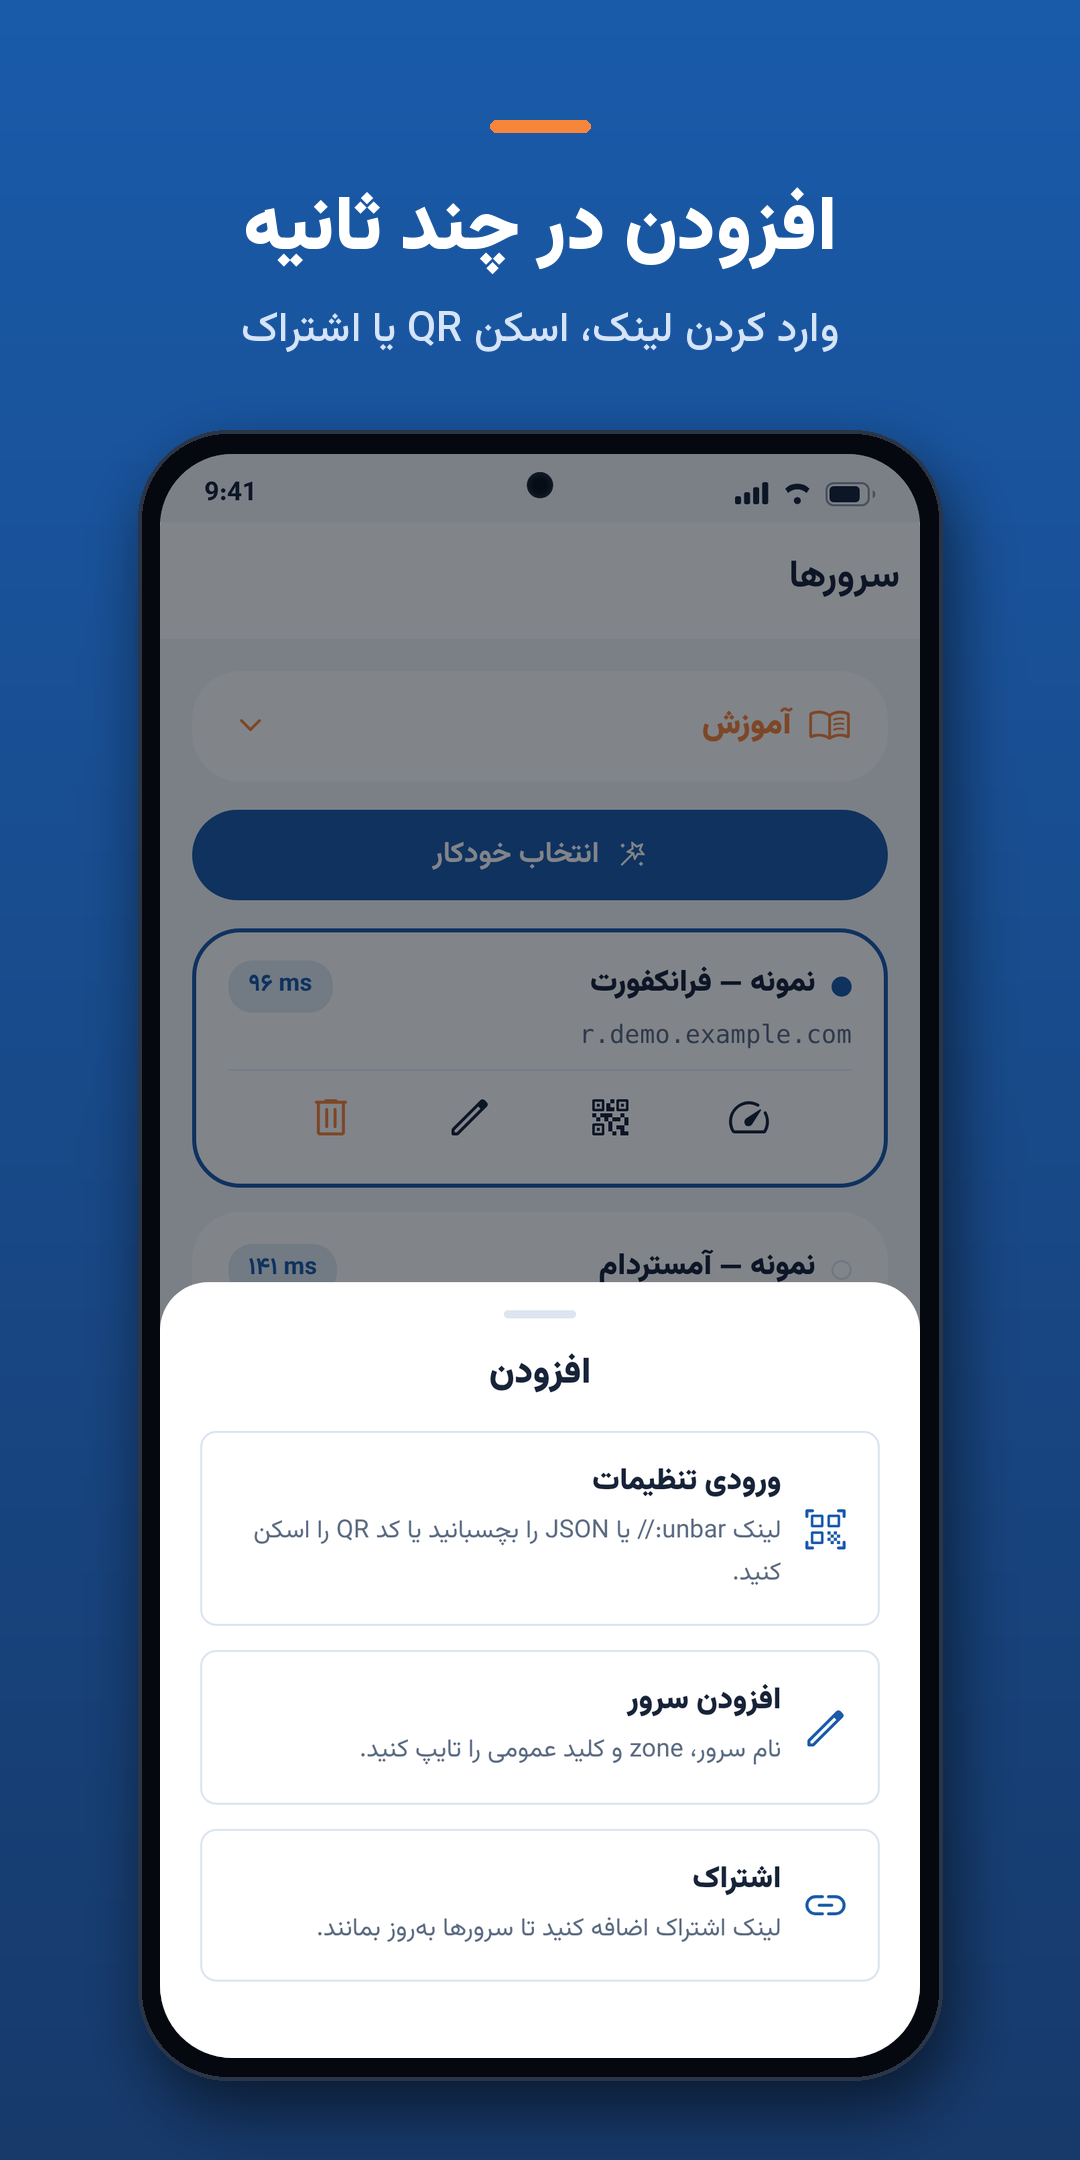 افزودن در چند ثانیه
وارد کردن لینک، اسکن QR یا اشتراک
9:41
سرورها
آموزش
انتخاب خودکار
نمونه – فرانکفورت
۹۶ ms
r.demo.example.com
نمونه – آمستردام
۱۴۱ ms
افزودن
ورودی تنظیمات
لینک unbar:// یا JSON را بچسبانید یا کد QR را اسکن
کنید.
افزودن سرور
نام سرور، zone و کلید عمومی را تایپ کنید.
اشتراک
لینک اشتراک اضافه کنید تا سرورها به‌روز بمانند.